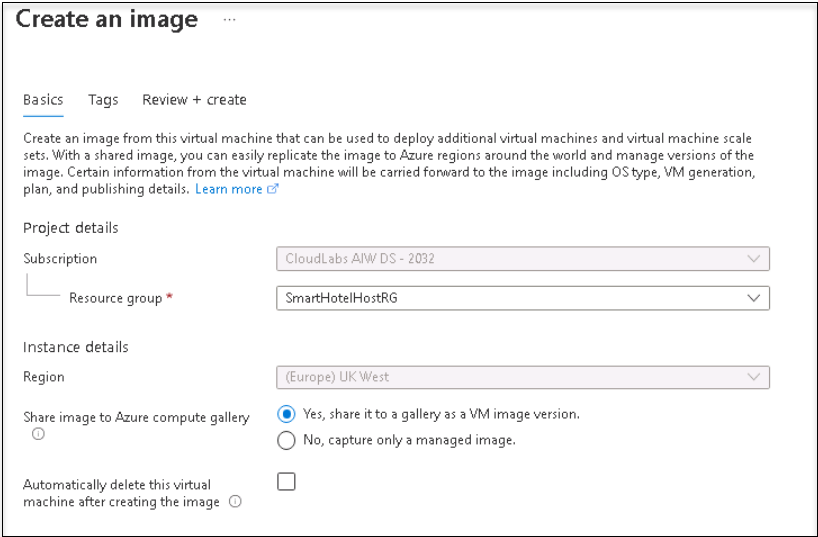 Create an image ...
Basics Tags Review + create
Create an image from this virtual machine that can be used to deploy additional virtual machines and virtual machine scale
sets. With a shared image, you can easily replicate the image to Azure regions around the world and manage versions of the
image. Certain information from the virtual machine will be carried forward to the image including OS type, VM generation,
plan, and publishing details. Learn more
Project details
Subscription CloudLabs AIW DS - 2032
Resource group * SmartHotelHostRG
Instance details
Region (Europe) UK West
Share image to Azure compute gallery Yes, share it to a gallery as a VM image version.
No, capture only a managed image.
Automatically delete this virtual
machine after creating the image